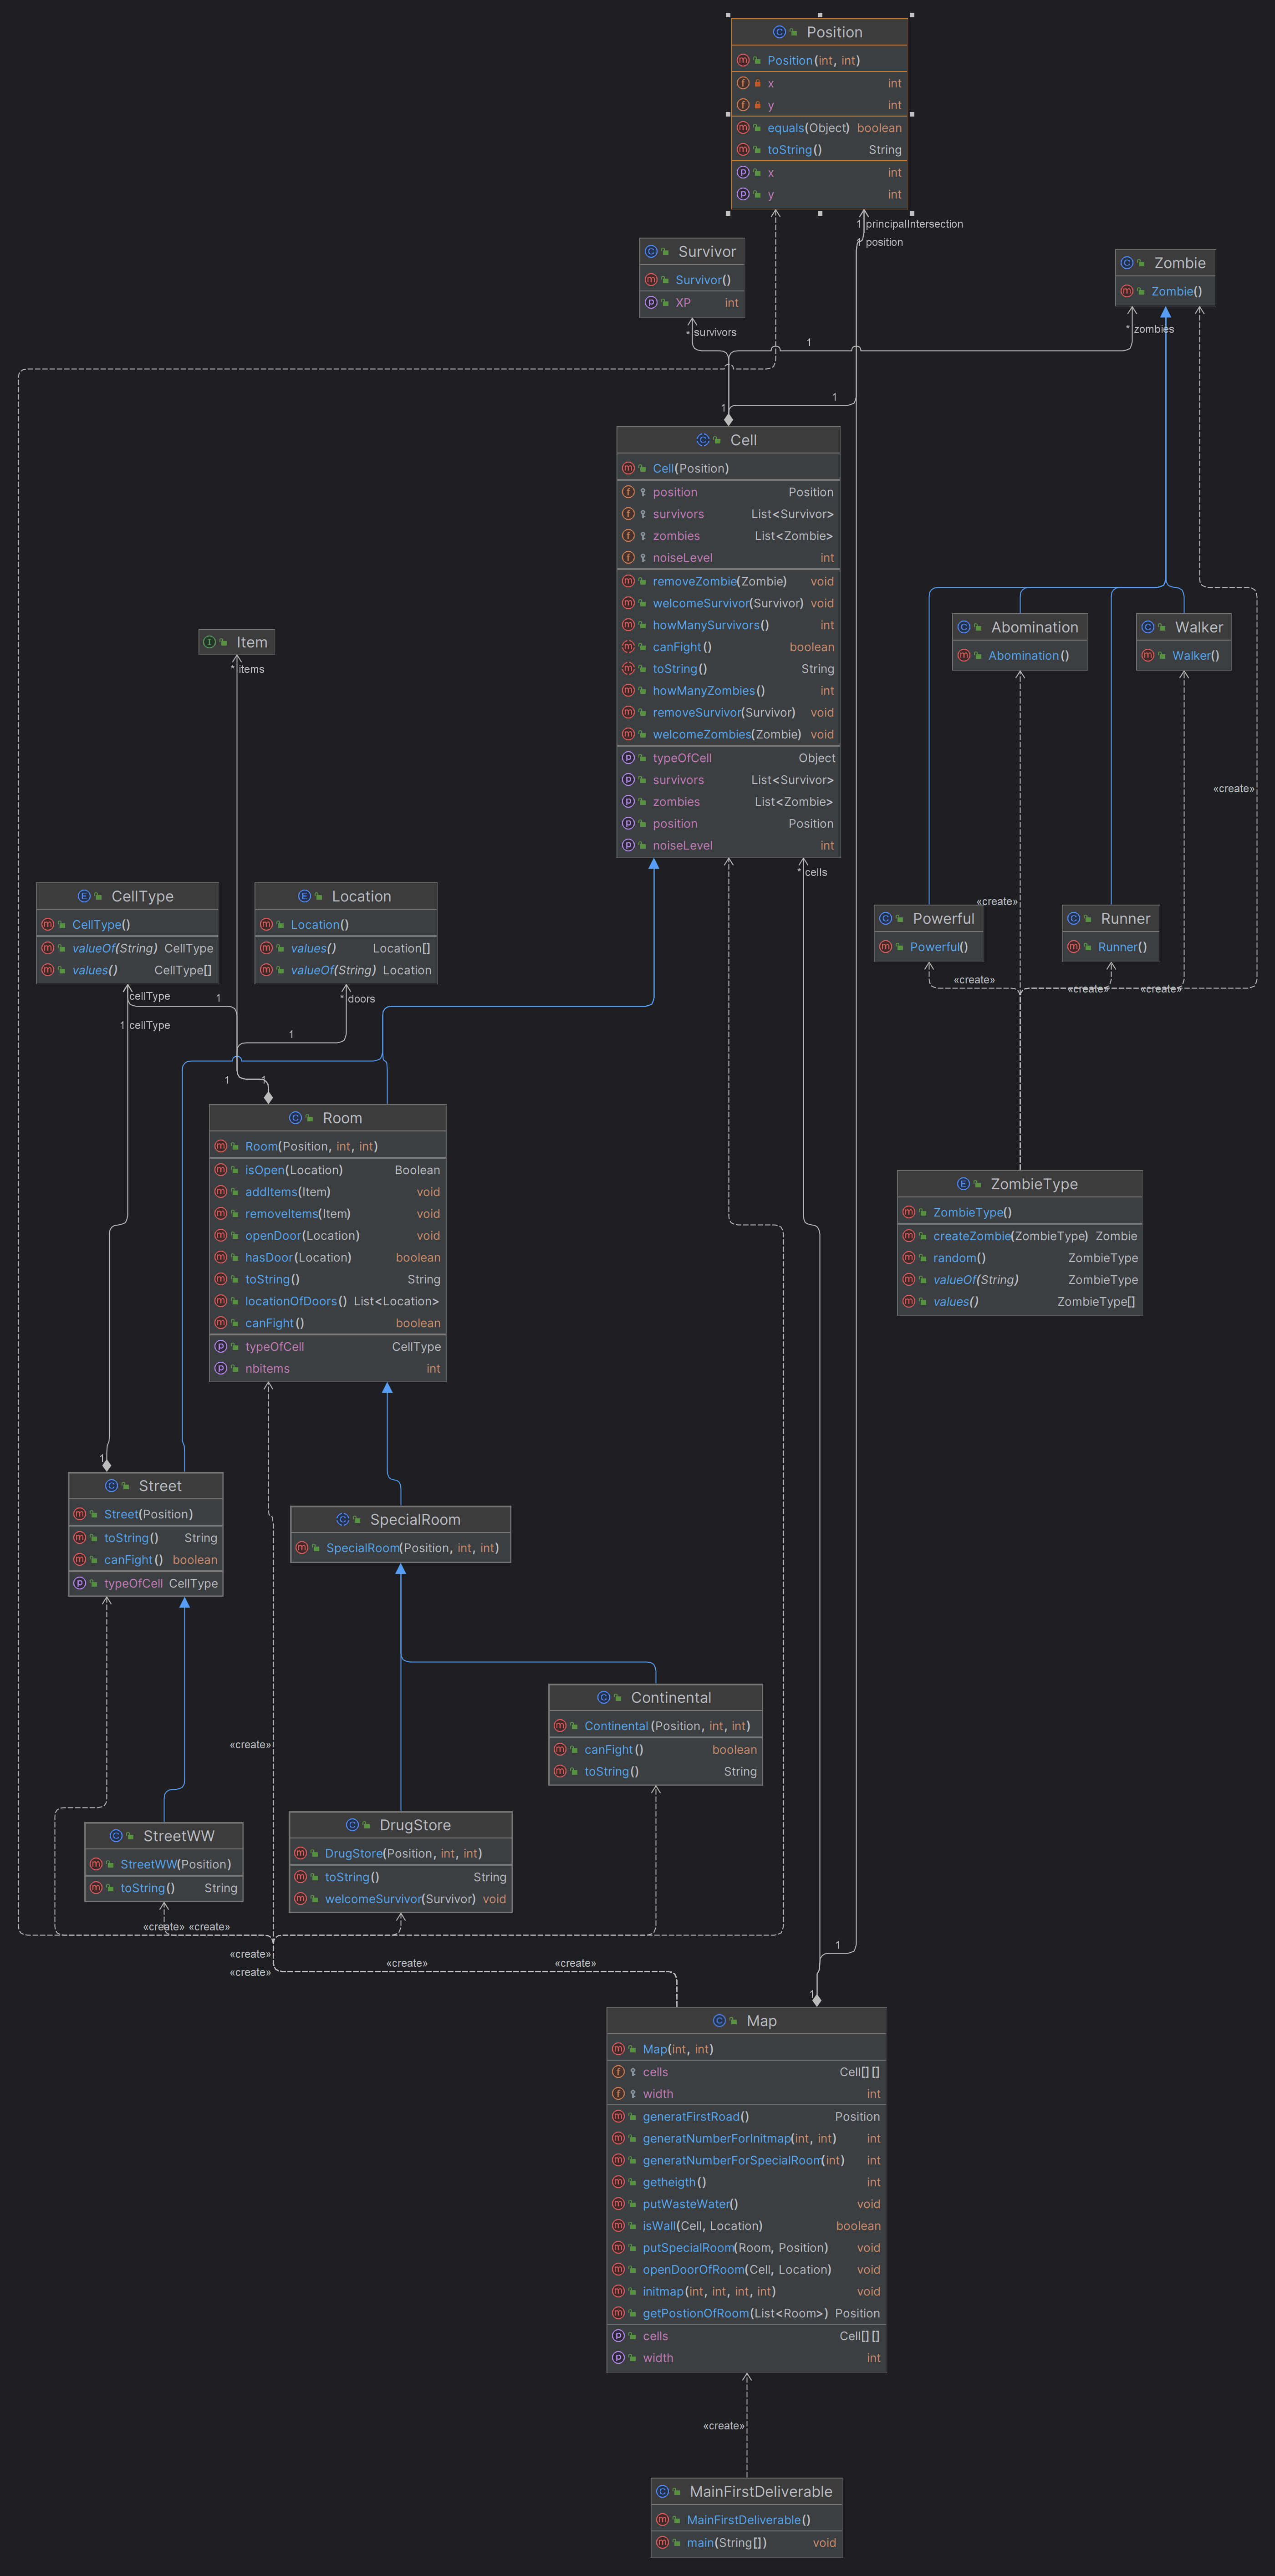 Position
Position(int, int)
x int
y int
equals(Object) boolean
toString() String
x int
y int
1 principalIntersection
1 position
Survivor
Survivor()
XP int
* survivors
Zombie
Zombie()
* zombies
1
1
1
Cell
Cell(Position)
position Position
survivors List<Survivor>
zombies List<Zombie>
noiseLevel int
removeZombie(Zombie) void
welcomeSurvivor(Survivor) void
howManySurvivors() int
canFight() boolean
toString() String
howManyZombies() int
removeSurvivor(Survivor) void
welcomeZombies(Zombie) void
typeOfCell Object
survivors List<Survivor>
zombies List<Zombie>
position Position
noiseLevel int
* cells
Item
* items
Abomination
Abomination()
Walker
Walker()
«create»
CellType
CellType()
valueOf(String) CellType
values() CellType[]
Location
Location()
values() Location[]
valueOf(String) Location
«create»
Powerful
Powerful()
Runner
Runner()
«create»
«create»
«create»
cellType
1
* doors
1 cellType
1
1
1
Room
Room(Position, int, int)
isOpen(Location) Boolean
addItems(Item) void
removeItems(Item) void
openDoor(Location) void
hasDoor(Location) boolean
toString() String
locationOfDoors() List<Location>
canFight() boolean
typeOfCell CellType
nbitems int
ZombieType
ZombieType()
createZombie(ZombieType) Zombie
random() ZombieType
valueOf(String) ZombieType
values() ZombieType[]
1
Street
Street(Position)
toString() String
canFight() boolean
typeOfCell CellType
SpecialRoom
SpecialRoom(Position, int, int)
Continental
Continental(Position, int, int)
canFight() boolean
toString() String
«create»
StreetWW
StreetWW(Position)
toString() String
DrugStore
DrugStore(Position, int, int)
toString() String
welcomeSurvivor(Survivor) void
«create» «create»
«create»
«create»
«create»
«create»
1
1
Map
Map(int, int)
cells Cell[][]
width int
generatFirstRoad() Position
generatNumberForInitmap(int, int) int
generatNumberForSpecialRoom(int) int
getheigth() int
putWasteWater() void
isWall(Cell, Location) boolean
putSpecialRoom(Room, Position) void
openDoorOfRoom(Cell, Location) void
initmap(int, int, int, int) void
getPostionOfRoom(List<Room>) Position
cells Cell[][]
width int
«create»
MainFirstDeliverable
MainFirstDeliverable()
main(String[]) void